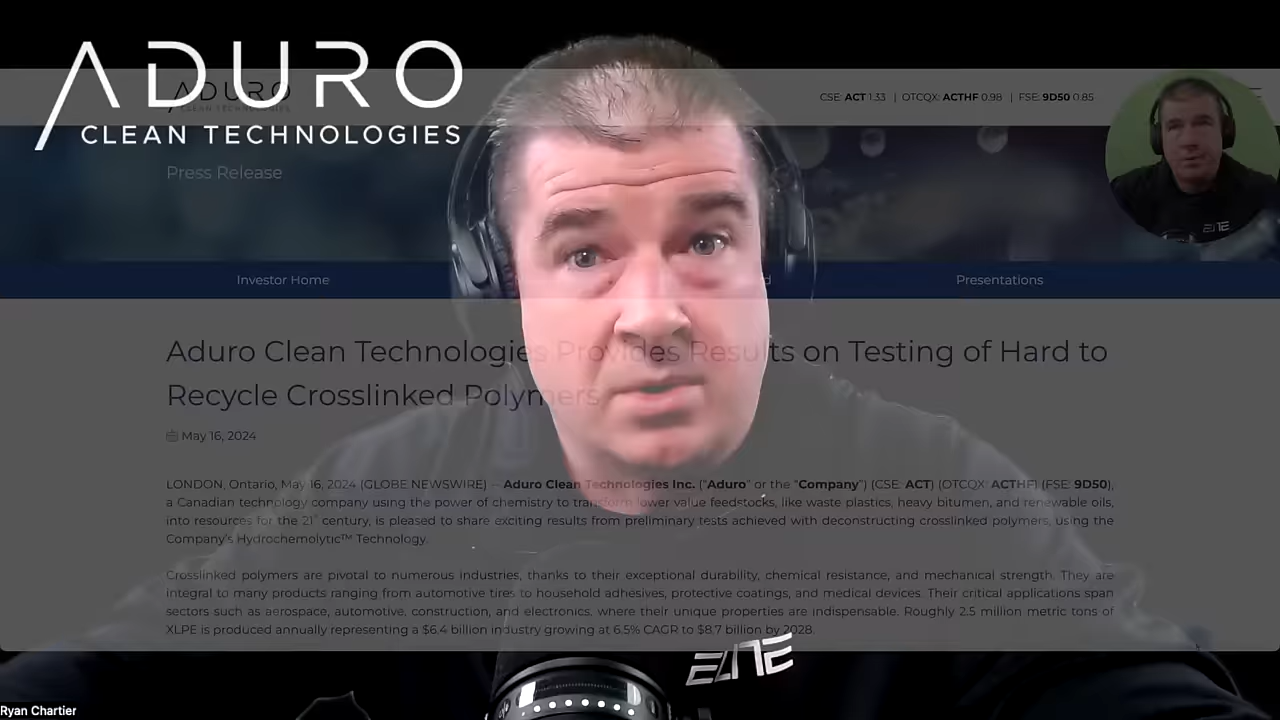 ADURO
CLEAN TECHNOLOGIES
ADURO
CLEAN TECHNOLOGIES
CSE: ACT 1.33 | OTCQX: ACTHF 0.98 | FSE: 9D50 0.85
Press Release
ELITE
Investor Home
d
Presentations
Aduro Clean Technologies Provides Results on Testing of Hard to
Recycle Crosslinked Polymers
May 16, 2024
LONDON, Ontario, May 16, 2024 (GLOBE NEWSWIRE) -- Aduro Clean Technologies Inc. ("Aduro" or the "Company") (CSE: ACT) (OTCQX: ACTHF) (FSE: 9D50),
a Canadian technology company using the power of chemistry to transform lower value feedstocks, like waste plastics, heavy bitumen, and renewable oils,
into resources for the 21st century, is pleased to share exciting results from preliminary tests achieved with deconstructing crosslinked polymers, using the
Company's Hydrochemolytic™ Technology.
Crosslinked polymers are pivotal to numerous industries, thanks to their exceptional durability, chemical resistance, and mechanical strength. They are
integral to many products ranging from automotive tires to household adhesives, protective coatings, and medical devices. Their critical applications span
sectors such as aerospace, automotive, construction, and electronics, where their unique properties are indispensable. Roughly 2.5 million metric tons of
XLPE is produced annually representing a $6.4 billion industry growing at 6.5% CAGR to $8.7 billion by 2028.
ELITE
Ryan Chartier